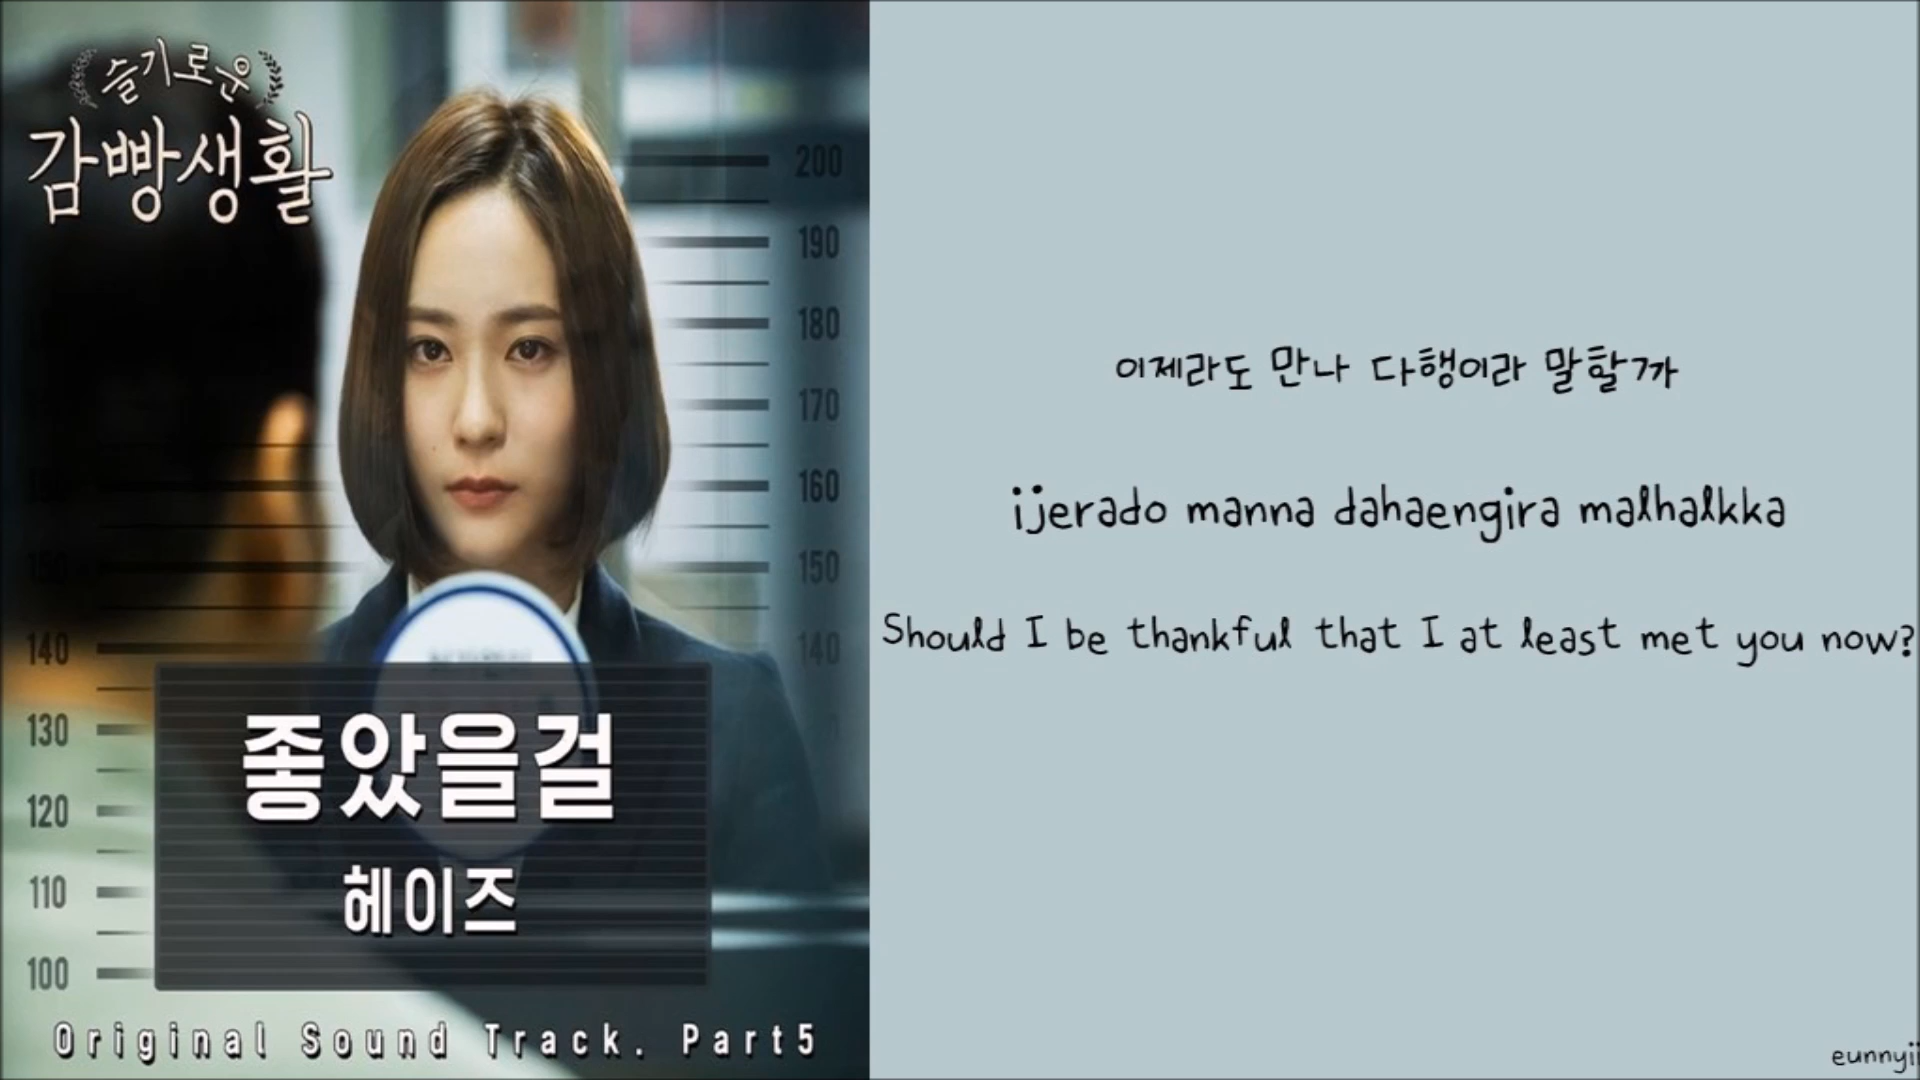 슬기로운
감빵생활
200
190
180
170
160
150
140
150
140
130
120
110
100
좋았을걸
헤이즈
Original Sound Track. Part5
이제라도 만나 다행이라 말할까
ijerado manna dahaengira malhalkka
Should I be thankful that I at least met you now?
eunnyii